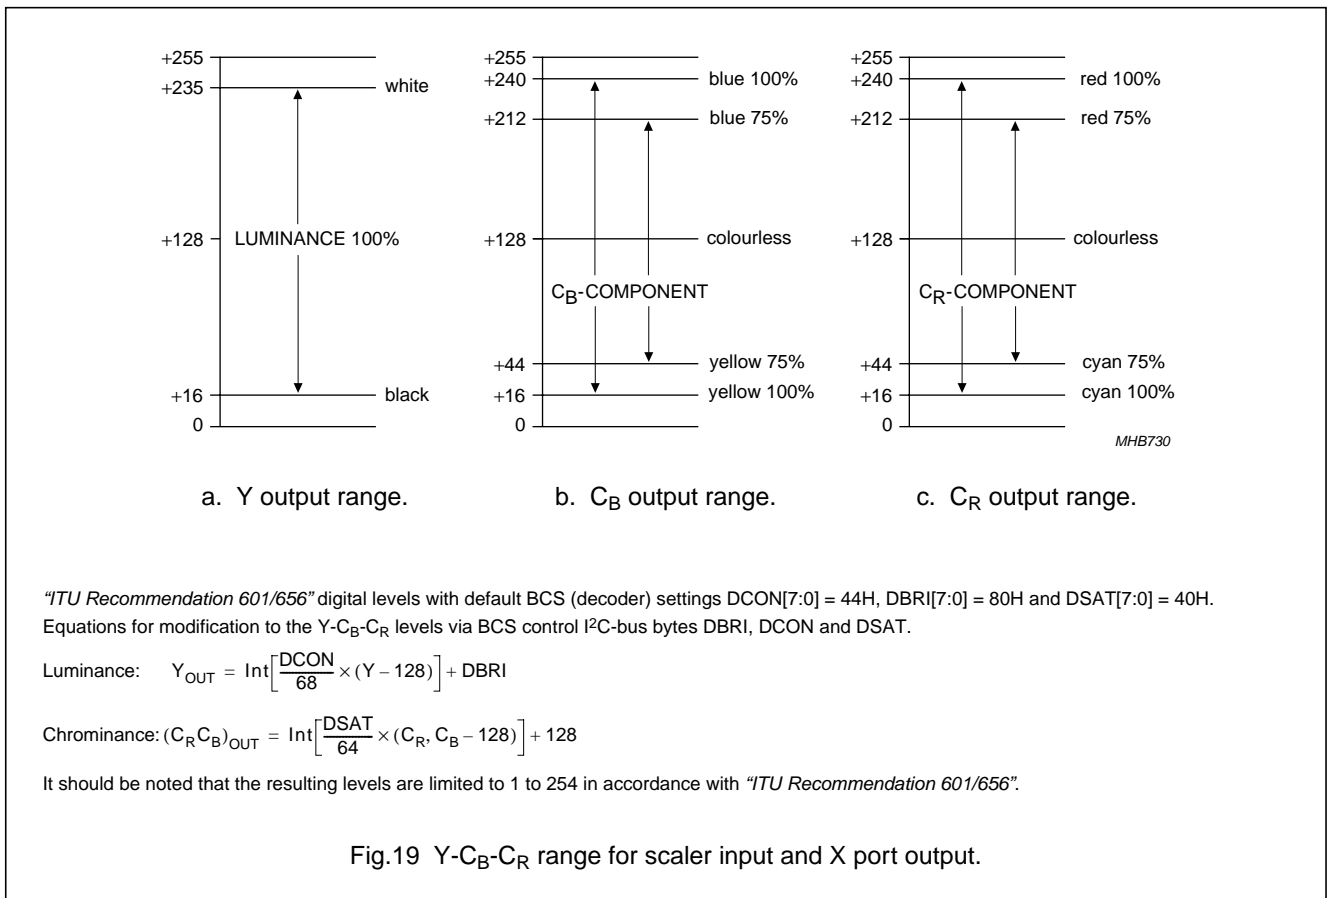 +255
+235
white
+128
LUMINANCE 100%
+16
black
0
+255
+240
blue 100%
+212
blue 75%
+128
colourless
CB-COMPONENT
+44
yellow 75%
+16
yellow 100%
0
+255
+240
red 100%
+212
red 75%
+128
colourless
CR-COMPONENT
+44
cyan 75%
+16
cyan 100%
0
MHB730
a. Y output range.
b. CB output range.
c. CR output range.
“ITU Recommendation 601/656” digital levels with default BCS (decoder) settings DCON[7:0] = 44H, DBRI[7:0] = 80H and DSAT[7:0] = 40H.
Equations for modification to the Y-CB-CR levels via BCS control I2C-bus bytes DBRI, DCON and DSAT.
Luminance: YOUT = Int[DCON/68 × (Y – 128)] + DBRI
Chrominance: (CRCB)OUT = Int[DSAT/64 × (CR, CB – 128)] + 128
It should be noted that the resulting levels are limited to 1 to 254 in accordance with “ITU Recommendation 601/656”.
Fig.19 Y-CB-CR range for scaler input and X port output.